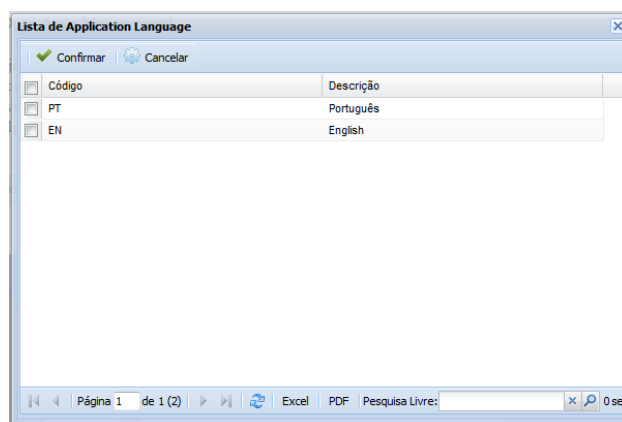 Lista de Application Language
Confirmar Cancelar
Código Descrição
PT Português
EN English
Página 1 de 1 (2) Excel PDF Pesquisa Livre: 0 se